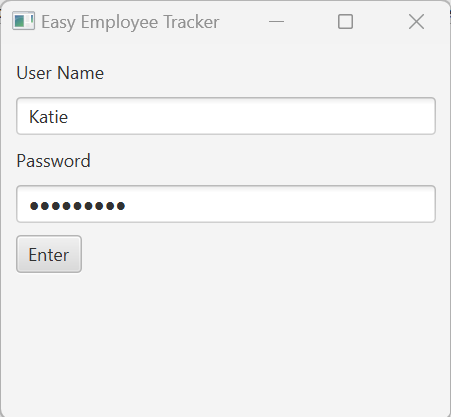 Easy Employee Tracker
User Name
Katie
Password
●●●●●●●●●
Enter